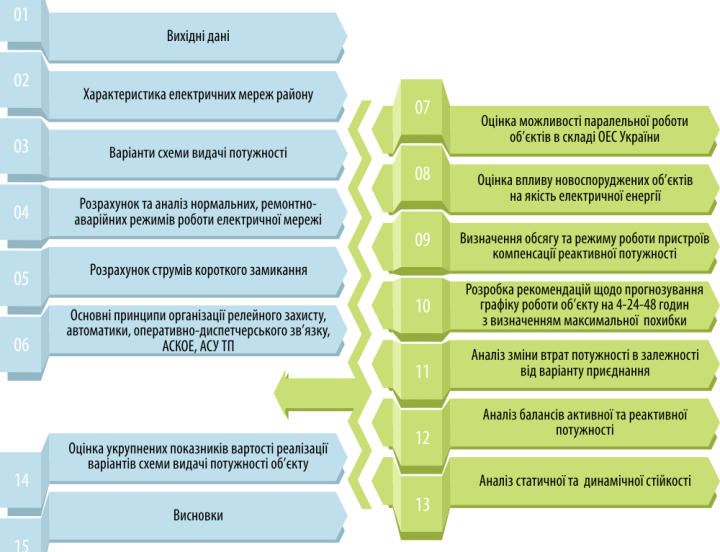 01
Вихідні дані
02
Характеристика електричних мереж району
03
Варіанти схеми видачі потужності
04
Розрахунок та аналіз нормальних, ремонтно-
аварійних режимів роботи електричної мережі
05
Розрахунок струмів короткого замикання
06
Основні принципи організації релейного захисту,
автоматики, оперативно-диспетчерського зв’язку,
АСКОЕ, АСУ ТП
07
Оцінка можливості паралельної роботи
об’єктів в складі ОЕС України
08
Оцінка впливу новоспоруджених об’єктів
на якість електричної енергії
09
Визначення обсягу та режиму роботи пристроїв
компенсації реактивної потужності
10
Розробка рекомендацій щодо прогнозування
графіку роботи об’єкту на 4-24-48 годин
з визначенням максимальної похибки
11
Аналіз зміни втрат потужності в залежності
від варіанту приєднання
12
Аналіз балансів активної та реактивної
потужності
13
Аналіз статичної та динамічної стійкості
14
Оцінка укрупнених показників вартості реалізації
варіантів схеми видачі потужності об’єкту
15
Висновки